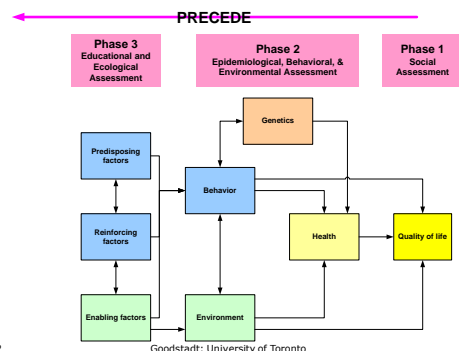 PRECEDE
Phase 3
Educational and
Ecological
Assessment
Phase 2
Epidemiological, Behavioral, &
Environmental Assessment
Phase 1
Social
Assessment
Genetics
Predisposing
factors
Behavior
Reinforcing
factors
Health
Quality of life
Enabling factors
Environment
Goodstadt: University of Toronto